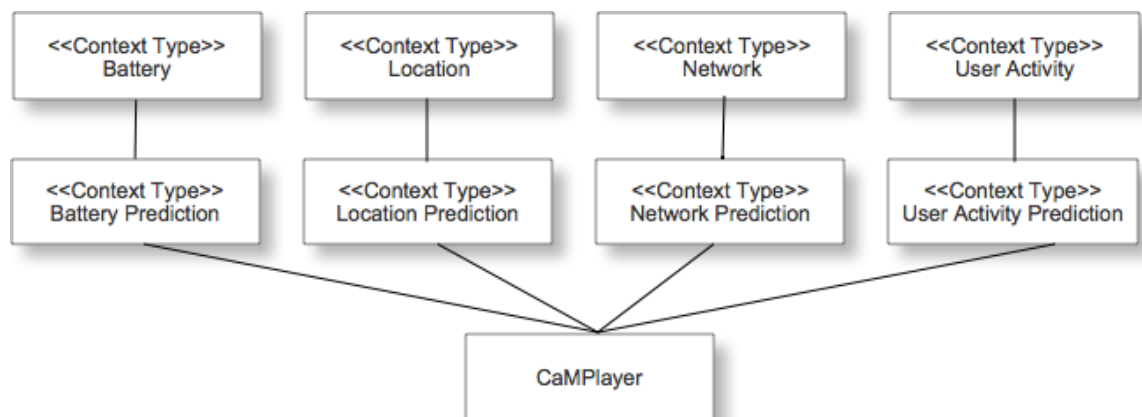 <<Context Type>>
Battery
<<Context Type>>
Location
<<Context Type>>
Network
<<Context Type>>
User Activity
<<Context Type>>
Battery Prediction
<<Context Type>>
Location Prediction
<<Context Type>>
Network Prediction
<<Context Type>>
User Activity Prediction
CaMPlayer